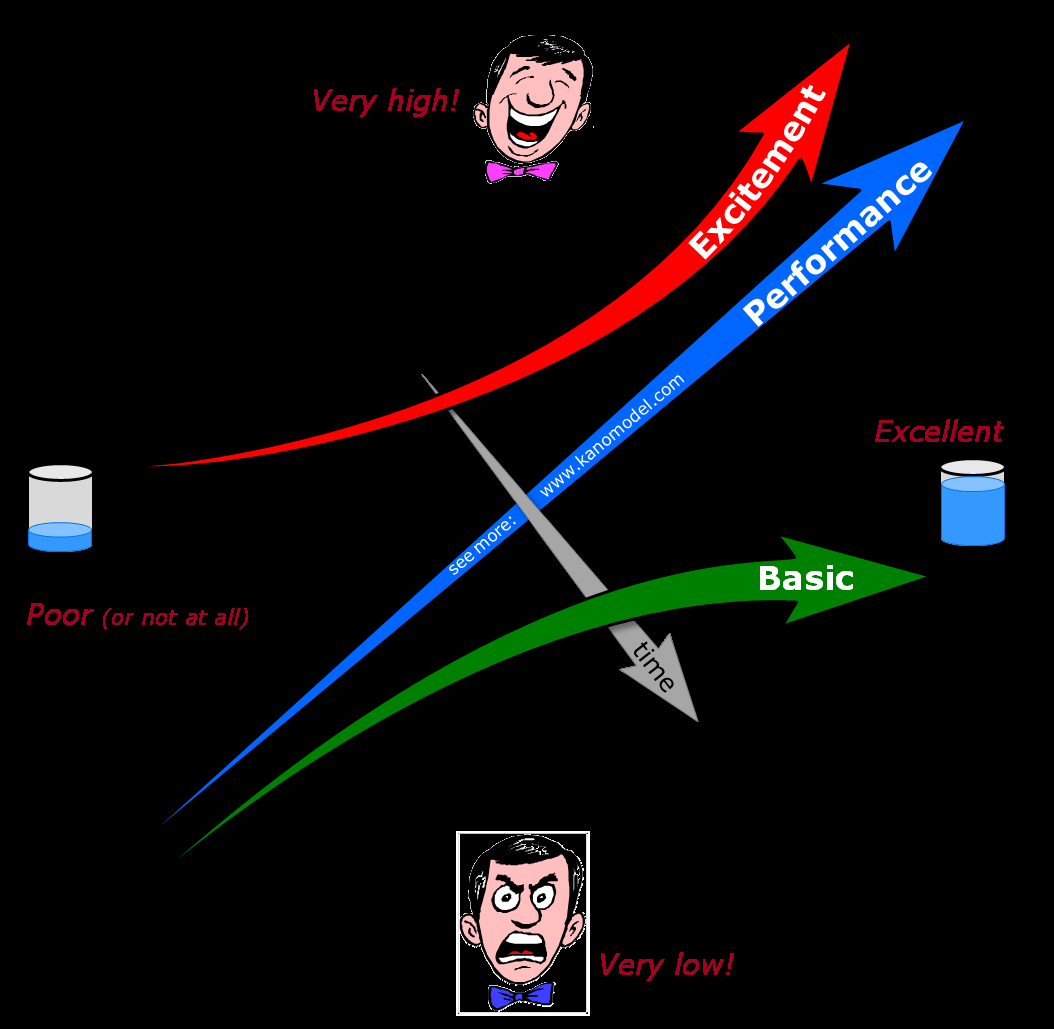 Very high!
Excitement
Performance
see more: www.kanomodel.com
Excellent
Basic
Poor (or not at all)
time
Very low!